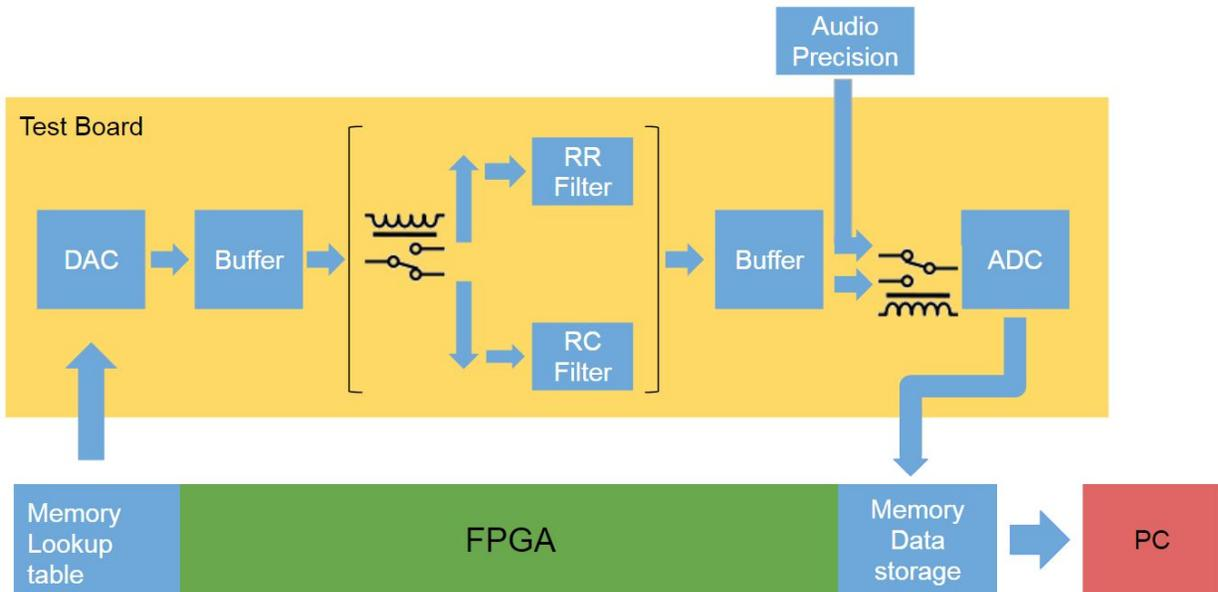 Audio
Precision
Test Board
RR
Filter
DAC
Buffer
Buffer
ADC
RC
Filter
Memory
Lookup
table
FPGA
Memory
Data
storage
PC